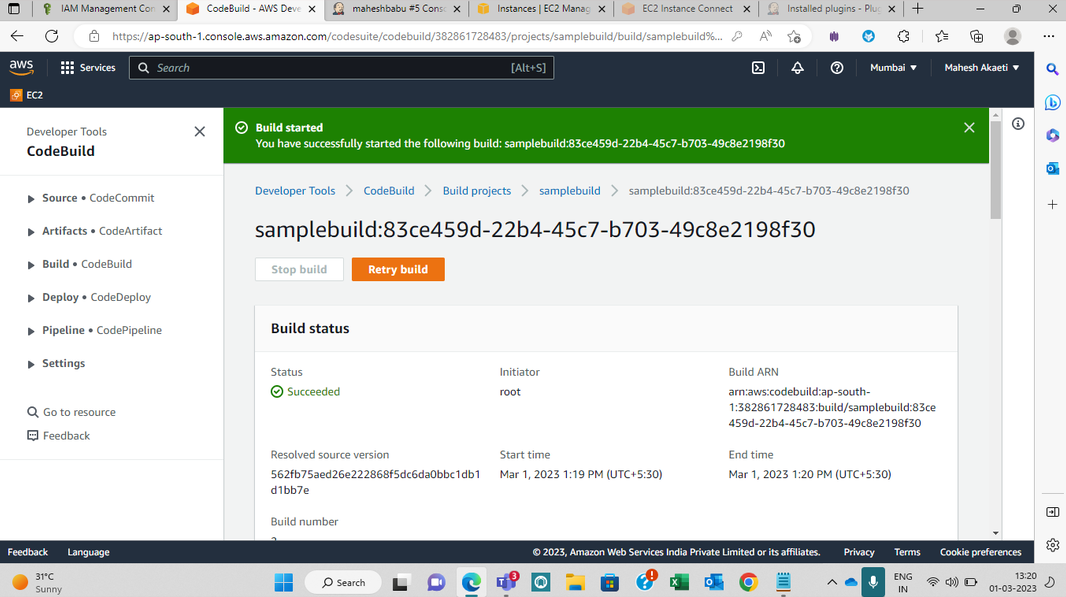 IAM Management Con
CodeBuild - AWS Deve
maheshbabu #5 Conso
Instances | EC2 Manag
EC2 Instance Connect
Installed plugins - Plug
https://ap-south-1.console.aws.amazon.com/codesuite/codebuild/382861728483/projects/samplebuild/build/samplebuild%...
aws
Services
Search
[Alt+S]
Mumbai
Mahesh Akaeti
EC2
Developer Tools
CodeBuild
Source • CodeCommit
Artifacts • CodeArtifact
Build • CodeBuild
Deploy • CodeDeploy
Pipeline • CodePipeline
Settings
Go to resource
Feedback
Build started
You have successfully started the following build: samplebuild:83ce459d-22b4-45c7-b703-49c8e2198f30
Developer Tools
CodeBuild
Build projects
samplebuild
samplebuild:83ce459d-22b4-45c7-b703-49c8e2198f30
samplebuild:83ce459d-22b4-45c7-b703-49c8e2198f30
Stop build
Retry build
Build status
Status
Succeeded
Initiator
root
Build ARN
arn:aws:codebuild:ap-south-
1:382861728483:build/samplebuild:83ce
459d-22b4-45c7-b703-49c8e2198f30
Resolved source version
562fb75aed26e222868f5dc6da0bbc1db1
d1bb7e
Start time
Mar 1, 2023 1:19 PM (UTC+5:30)
End time
Mar 1, 2023 1:20 PM (UTC+5:30)
Build number
Feedback
Language
© 2023, Amazon Web Services India Private Limited or its affiliates.
Privacy
Terms
Cookie preferences
31°C
Sunny
Search
3
ENG
IN
13:20
01-03-2023